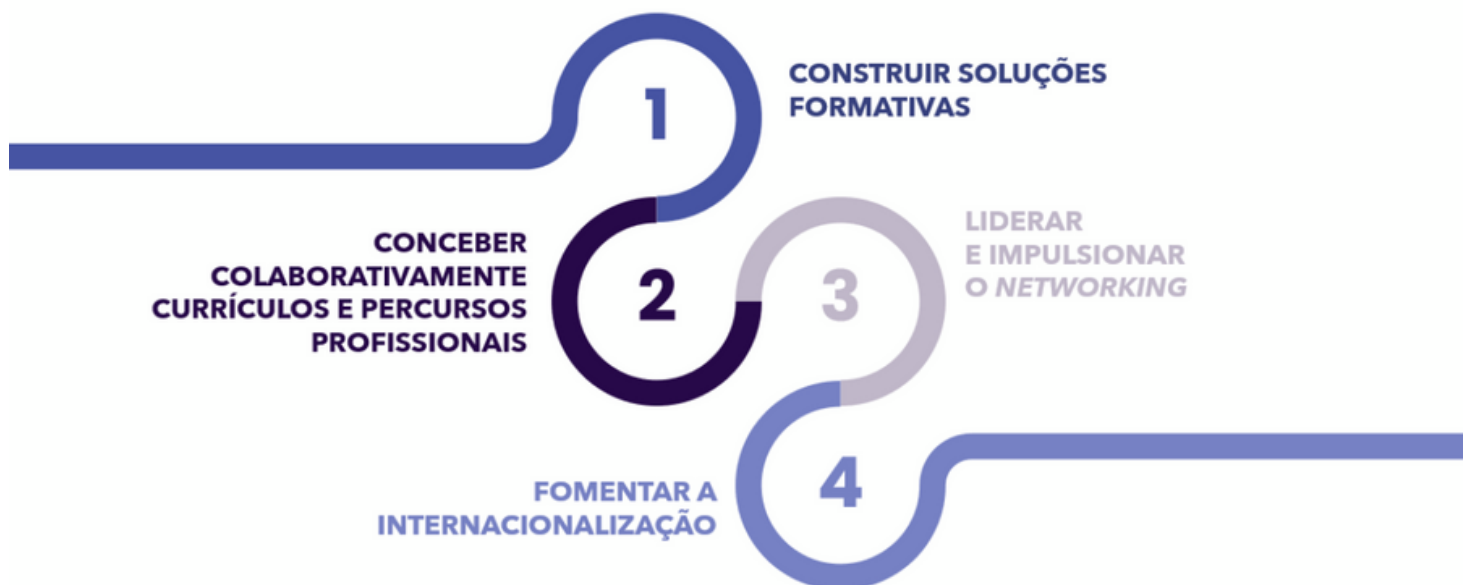 1
CONSTRUIR SOLUÇÕES
FORMATIVAS
2
CONCEBER
COLABORATIVAMENTE
CURRÍCULOS E PERCURSOS
PROFISSIONAIS
3
LIDERAR
E IMPULSIONAR
O NETWORKING
4
FOMENTAR A
INTERNACIONALIZAÇÃO